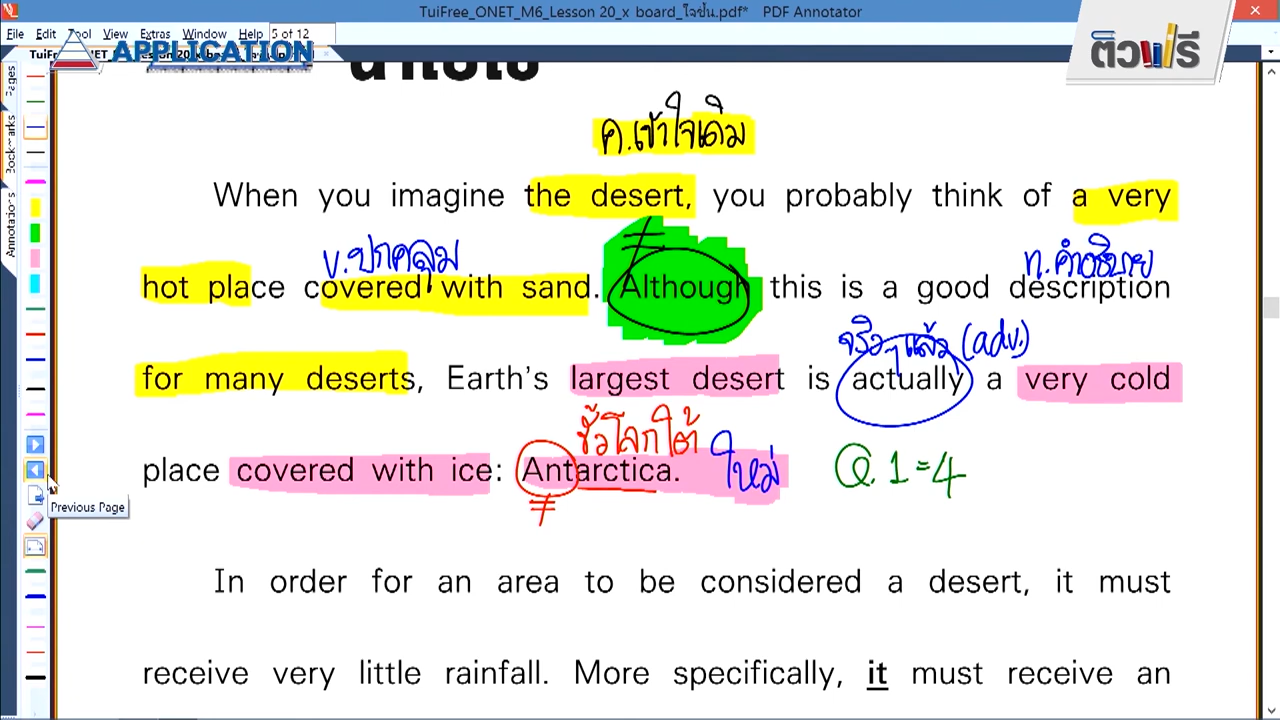 TuiFree_ONET_M6_Lesson 20_x board_ใจชื้น.pdf* PDF Annotator
File Edit Tool View Extras Window Help 5 of 12
APPLICATION
ติวฟรี
Pages
Bookmarks
Annotations
ค.เข้าใจเดิม
When you imagine the desert, you probably think of a very
v.ปกคลุม
≠
n.คำอธิบาย
hot place covered with sand. Although this is a good description
จริงๆแล้ว (adv.)
for many deserts, Earth's largest desert is actually a very cold
ขั้วโลกใต้
place covered with ice: Antarctica. ใหม่ Q.1=4
≠
Previous Page
In order for an area to be considered a desert, it must
receive very little rainfall. More specifically, it must receive an